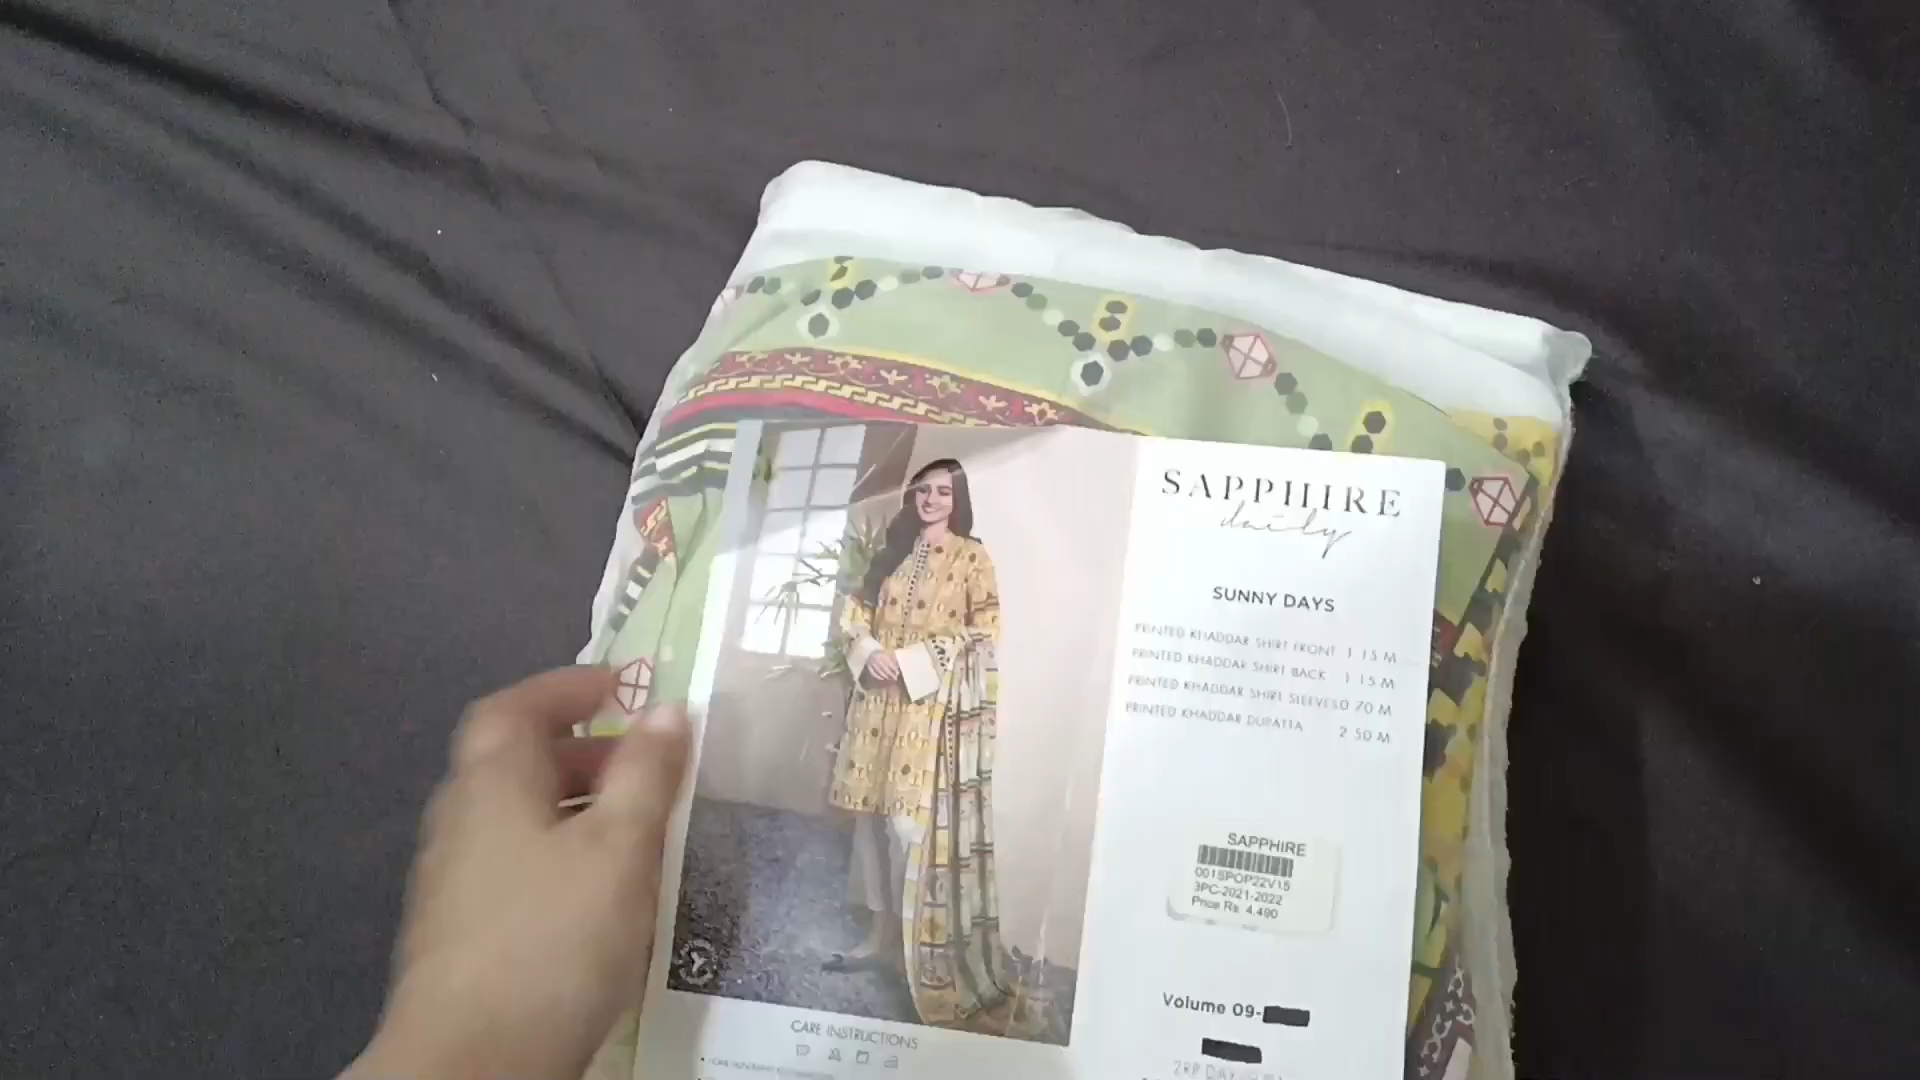 SAPPHIRE
daily
SUNNY DAYS
PRINTED KHADDAR SHIRT FRONT 1 15 M
PRINTED KHADDAR SHIRT BACK 1 15 M
PRINTED KHADDAR SHIRT SLEEVES 0 70 M
PRINTED KHADDAR DUPATTA 2 50 M
SAPPHIRE
001SPOP22V15
3PC-2021-2022
Price Rs. 4,490
Volume 09-
CARE INSTRUCTIONS